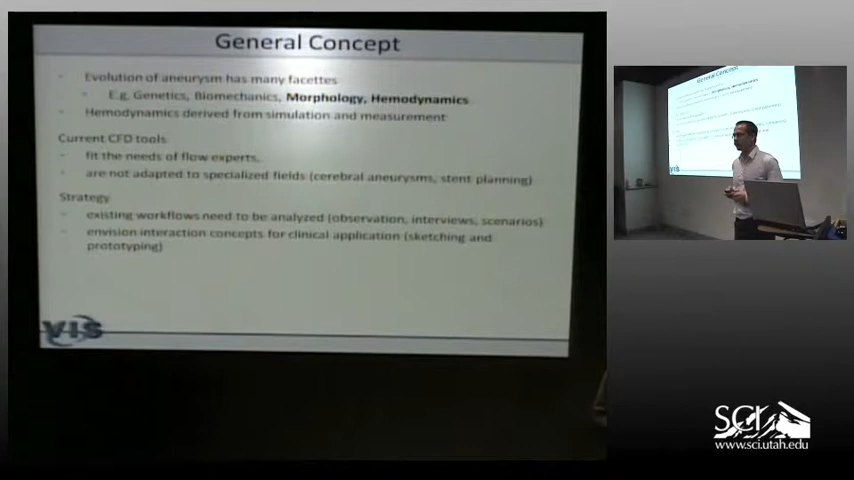 General Concept
Evolution of aneurysm has many facettes
E.g. Genetics, Biomechanics, Morphology, Hemodynamics
Hemodynamics derived from simulation and measurement
Current CFD tools
fit the needs of flow experts,
are not adapted to specialized fields (cerebral aneurysms, stent planning)
Strategy
existing workflows need to be analyzed (observation, interviews, scenarios)
envision interaction concepts for clinical application (sketching and
prototyping)
VIS
General Concept
VIS
SCI
www.sci.utah.edu